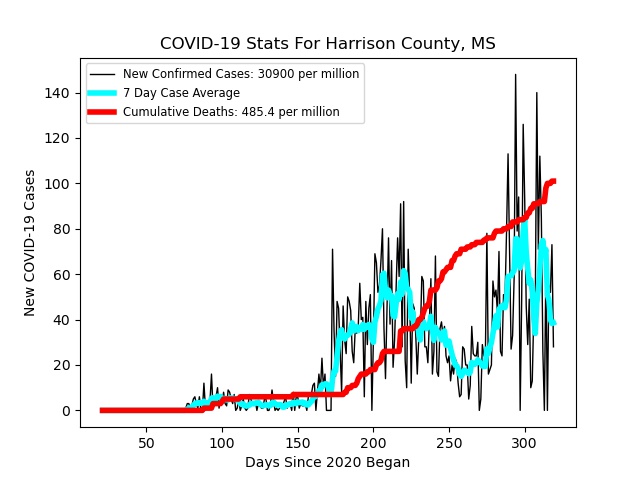 COVID-19 Stats For Harrison County, MS
New Confirmed Cases: 30900 per million
7 Day Case Average
Cumulative Deaths: 485.4 per million
New COVID-19 Cases
140
120
100
80
60
40
20
0
50 100 150 200 250 300
Days Since 2020 Began